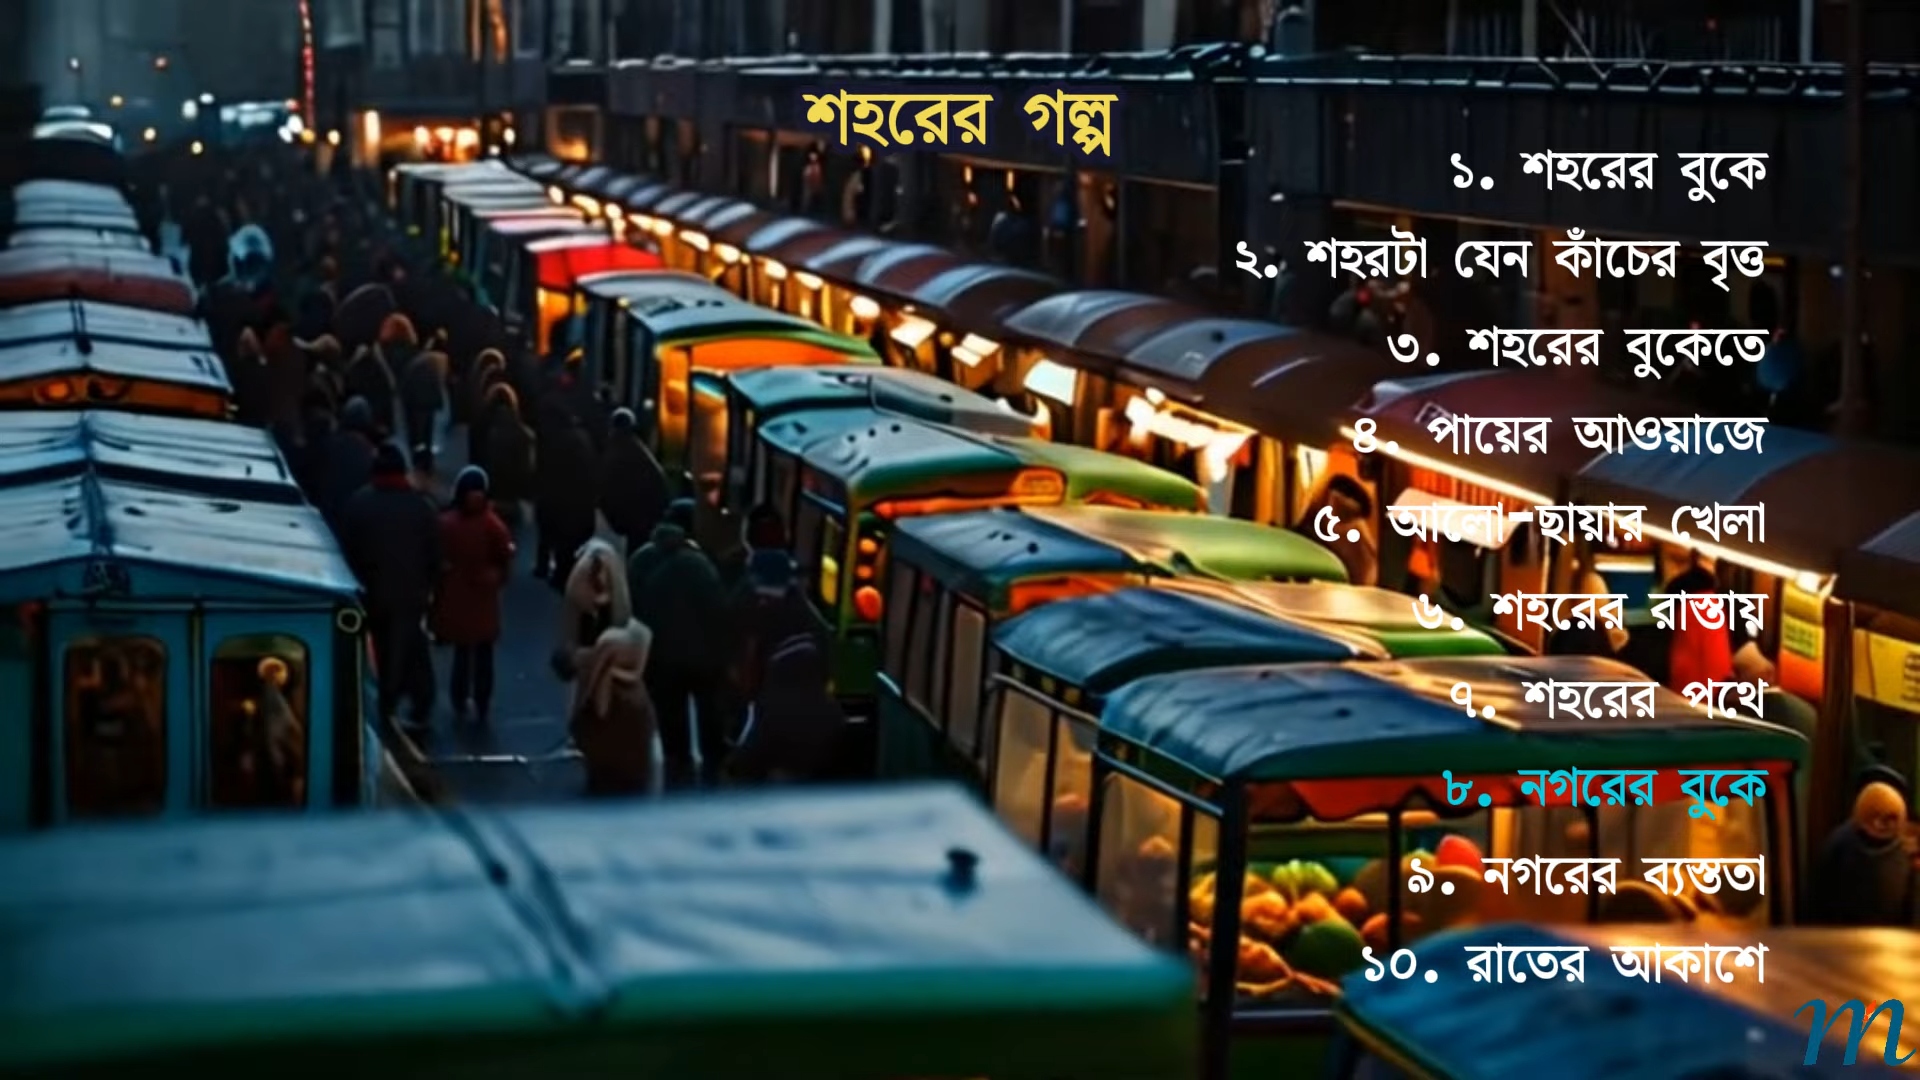 শহরের গল্প
১. শহরের বুকে
২. শহরটা যেন কাঁচের বৃত্ত
৩. শহরের বুকেতে
৪. পায়ের আওয়াজে
৫. আলো-ছায়ার খেলা
৬. শহরের রাস্তায়
৭. শহরের পথে
৮. নগরের বুকে
৯. নগরের ব্যস্ততা
১০. রাতের আকাশে
m